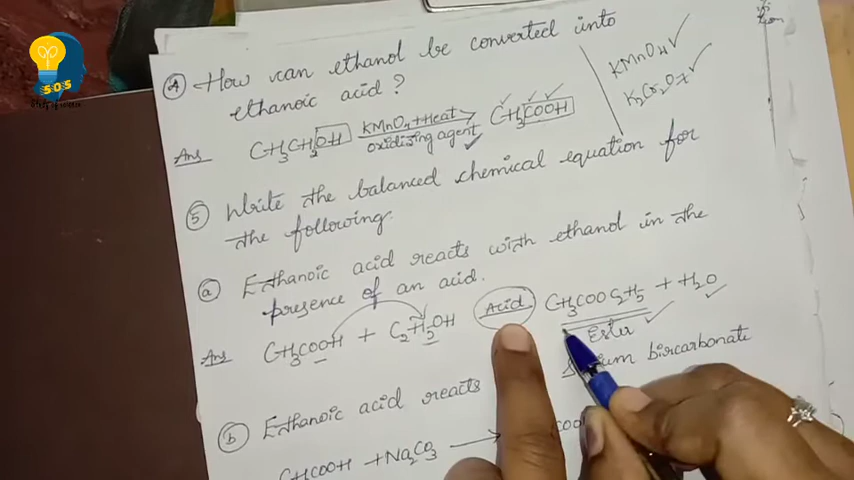 505
④ How can ethanol be converted into
ethanoic acid?
KMnO4 ✓
K2Cr2O7 ✓
Ans CH3CH2OH KMnO4+Heat CH3COOH
oxidizing agent
⑤ Write the balanced chemical equation for
the following.
ⓐ Ethanoic acid reacts with ethanol in the
presence of an acid.
Ans CH3COOH + C2H5OH Acid CH3COOC2H5 + H2O
Ester
ⓑ Ethanoic acid reacts bircarbonate
CH3COOH + Na2CO3 →